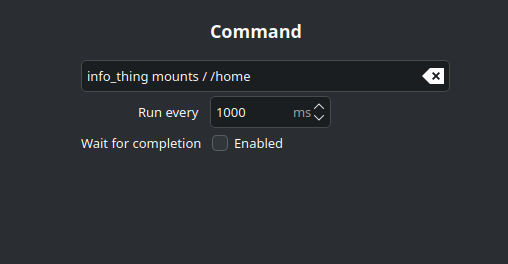 Command
info_thing mounts / /home
Run every 1000 ms
Wait for completion Enabled